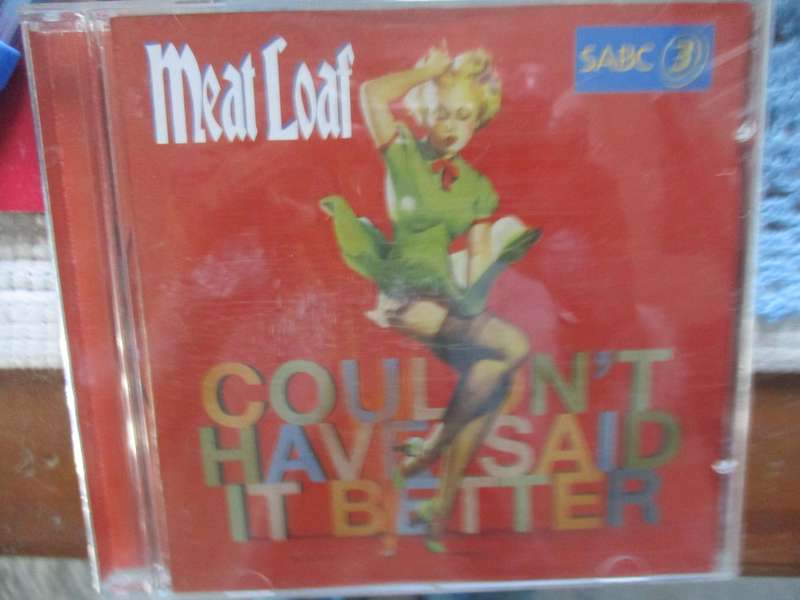 Meat Loaf
SABC 3
COULDN'T
HAVE SAID
IT BETTER